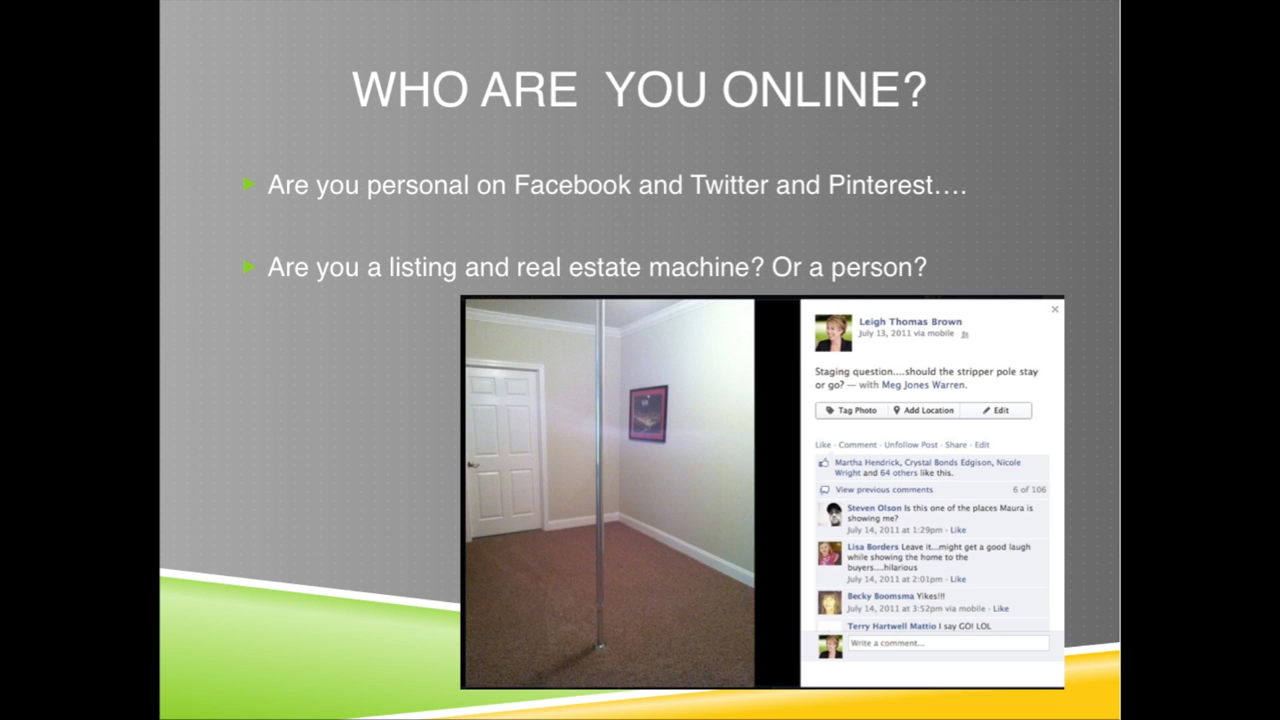 WHO ARE  YOU ONLINE?
Are you personal on Facebook and Twitter and Pinterest….
Are you a listing and real estate machine? Or a person?
Leigh Thomas Brown
July 13, 2011 via mobile
Staging question....should the stripper pole stay
or go? — with Meg Jones Warren.
Tag Photo Add Location Edit
Like · Comment · Unfollow Post · Share · Edit
Martha Hendrick, Crystal Bonds Edgison, Nicole
Wright and 64 others like this.
View previous comments 6 of 106
Steven Olson Is this one of the places Maura is
showing me?
July 14, 2011 at 1:29pm · Like
Lisa Borders Leave it...might get a good laugh
while showing the home to the
buyers....hilarious
July 14, 2011 at 2:01pm · Like
Becky Boomsma Yikes!!!
July 14, 2011 at 3:52pm via mobile · Like
Terry Hartwell Mattio I say GO! LOL
Write a comment...